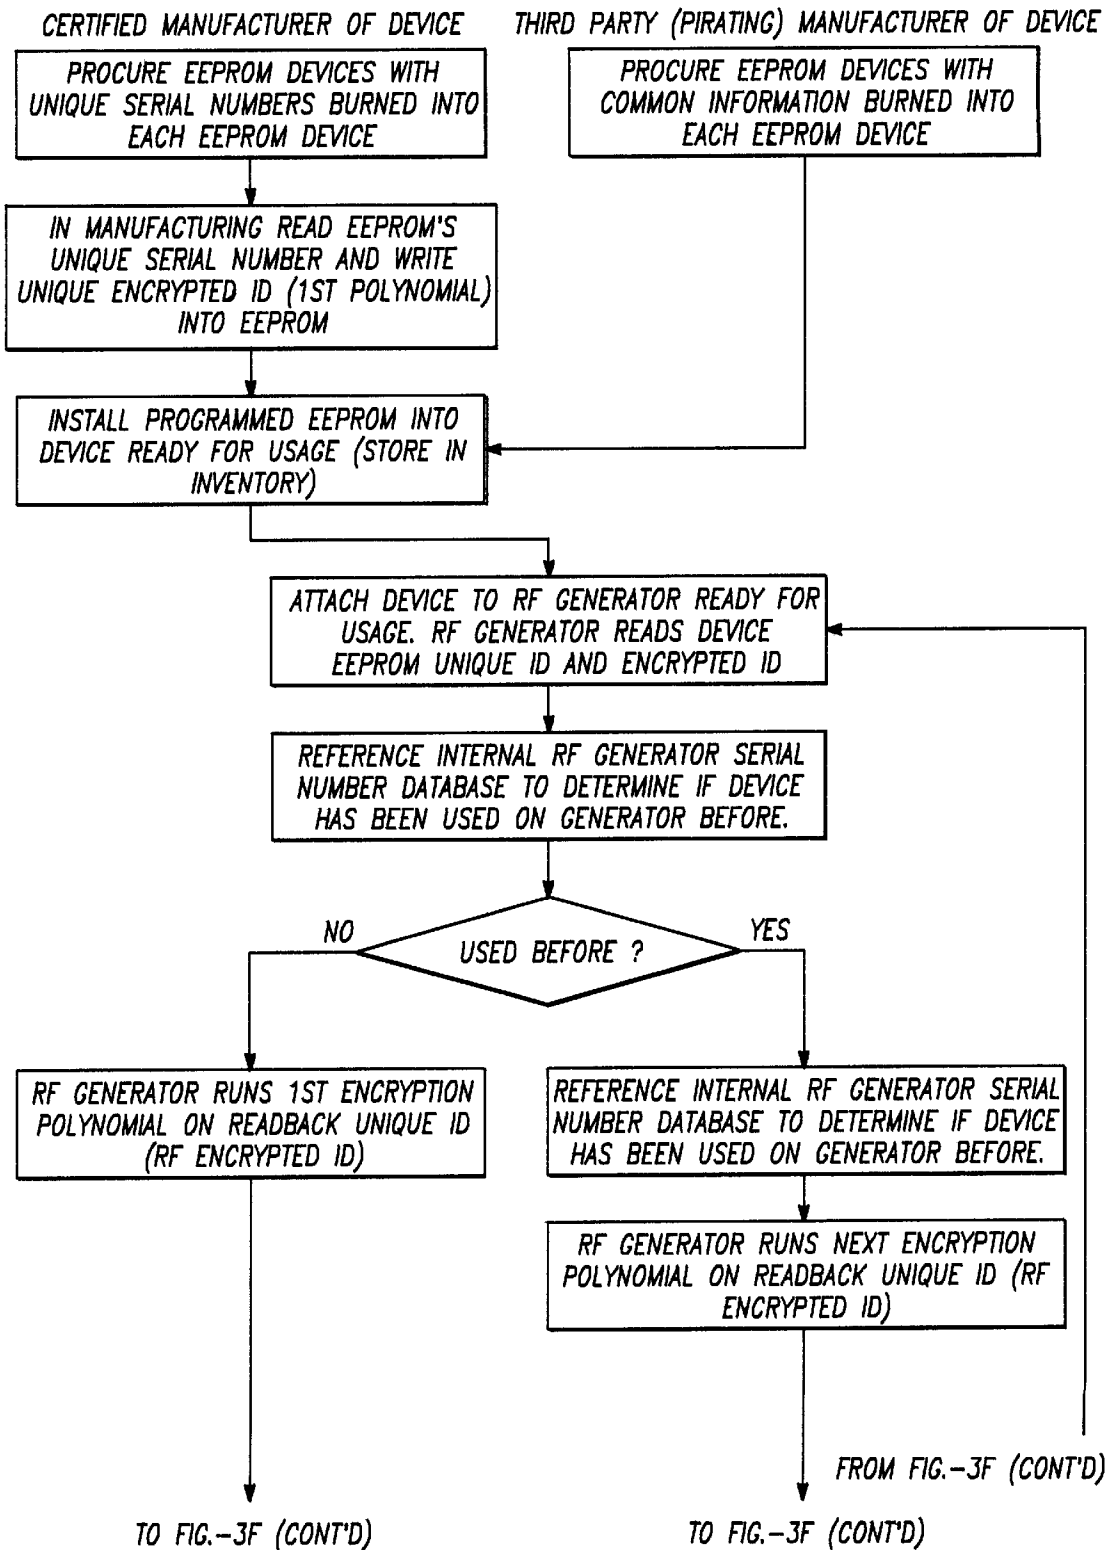 CERTIFIED MANUFACTURER OF DEVICE
THIRD PARTY (PIRATING) MANUFACTURER OF DEVICE
PROCURE EEPROM DEVICES WITH
UNIQUE SERIAL NUMBERS BURNED INTO
EACH EEPROM DEVICE
PROCURE EEPROM DEVICES WITH
COMMON INFORMATION BURNED INTO
EACH EEPROM DEVICE
IN MANUFACTURING READ EEPROM'S
UNIQUE SERIAL NUMBER AND WRITE
UNIQUE ENCRYPTED ID (1ST POLYNOMIAL)
INTO EEPROM
INSTALL PROGRAMMED EEPROM INTO
DEVICE READY FOR USAGE (STORE IN
INVENTORY)
ATTACH DEVICE TO RF GENERATOR READY FOR
USAGE. RF GENERATOR READS DEVICE
EEPROM UNIQUE ID AND ENCRYPTED ID
REFERENCE INTERNAL RF GENERATOR SERIAL
NUMBER DATABASE TO DETERMINE IF DEVICE
HAS BEEN USED ON GENERATOR BEFORE.
NO
USED BEFORE ?
YES
RF GENERATOR RUNS 1ST ENCRYPTION
POLYNOMIAL ON READBACK UNIQUE ID
(RF ENCRYPTED ID)
REFERENCE INTERNAL RF GENERATOR SERIAL
NUMBER DATABASE TO DETERMINE IF DEVICE
HAS BEEN USED ON GENERATOR BEFORE.
RF GENERATOR RUNS NEXT ENCRYPTION
POLYNOMIAL ON READBACK UNIQUE ID (RF
ENCRYPTED ID)
FROM FIG.-3F (CONT'D)
TO FIG.-3F (CONT'D)
TO FIG.-3F (CONT'D)